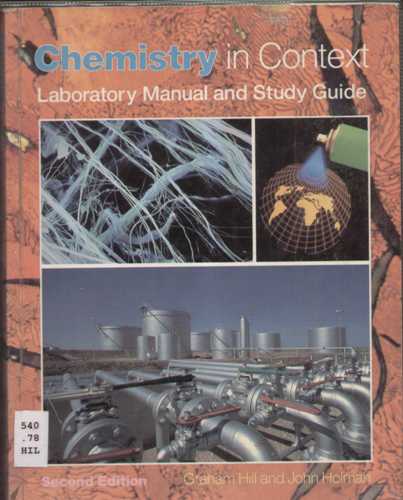 Chemistry in Context
Laboratory Manual and Study Guide
540
.78
HIL
Second Edition
Graham Hill and John Holman